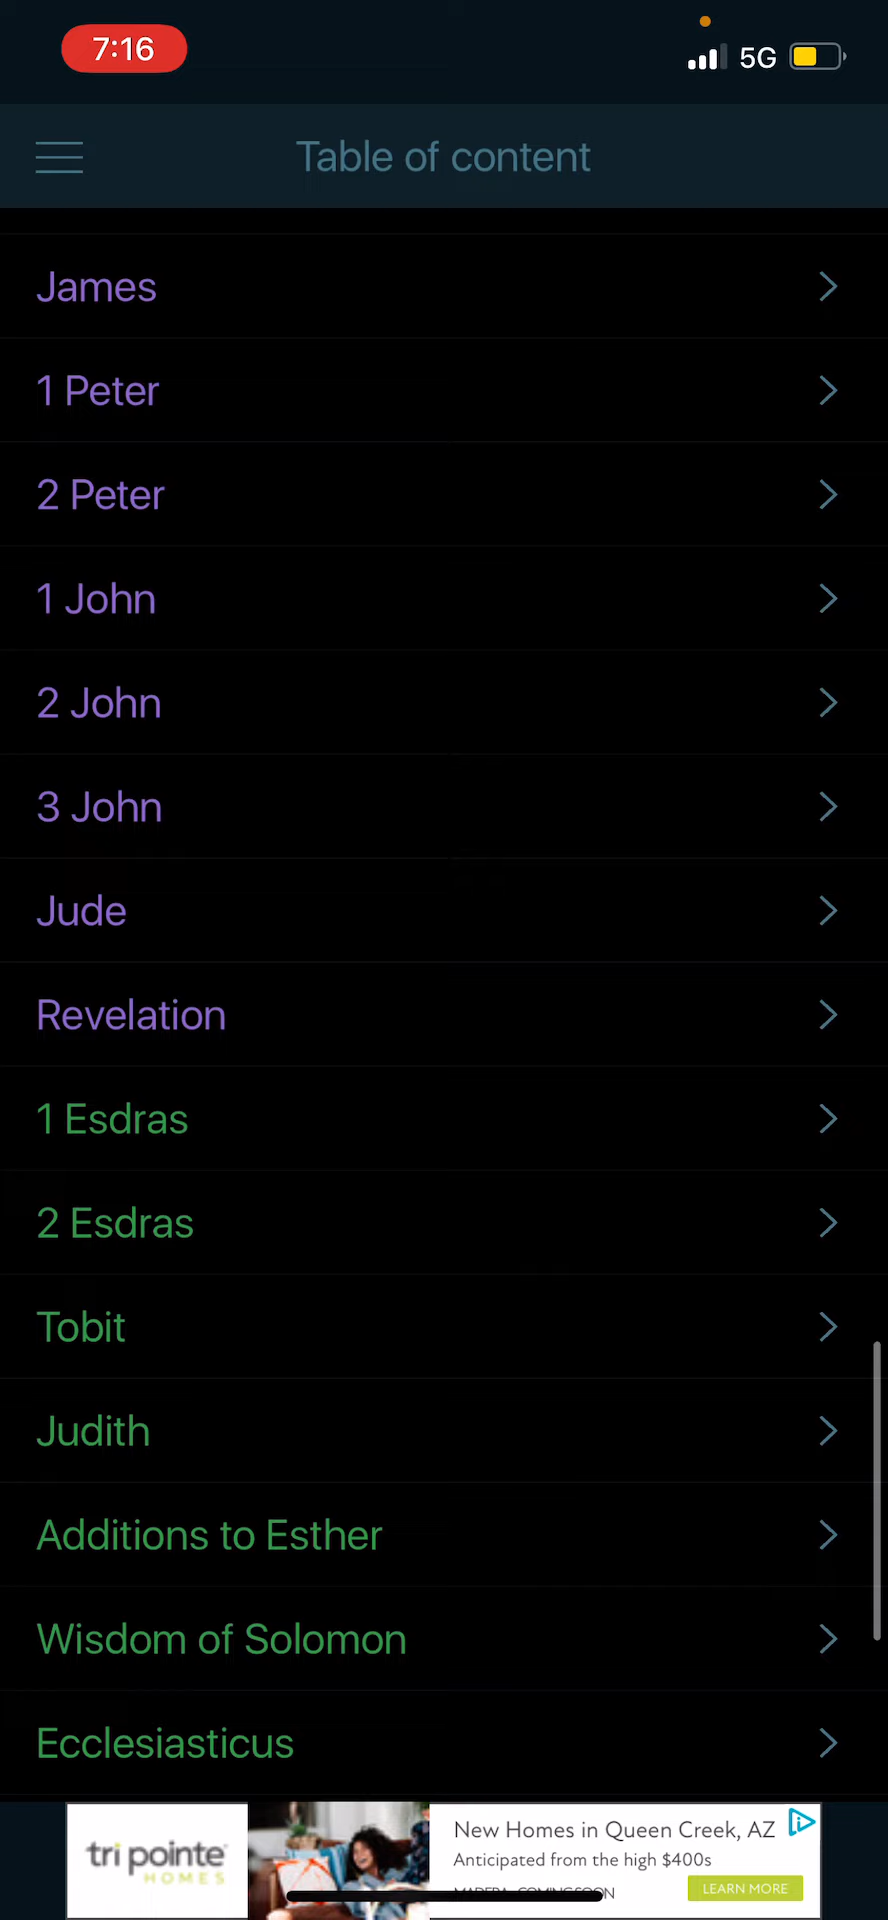 7:16
5G
Table of content
James
1 Peter
2 Peter
1 John
2 John
3 John
Jude
Revelation
1 Esdras
2 Esdras
Tobit
Judith
Additions to Esther
Wisdom of Solomon
Ecclesiasticus
tri pointe
HOMES
New Homes in Queen Creek, AZ
Anticipated from the high $400s
LEARN MORE